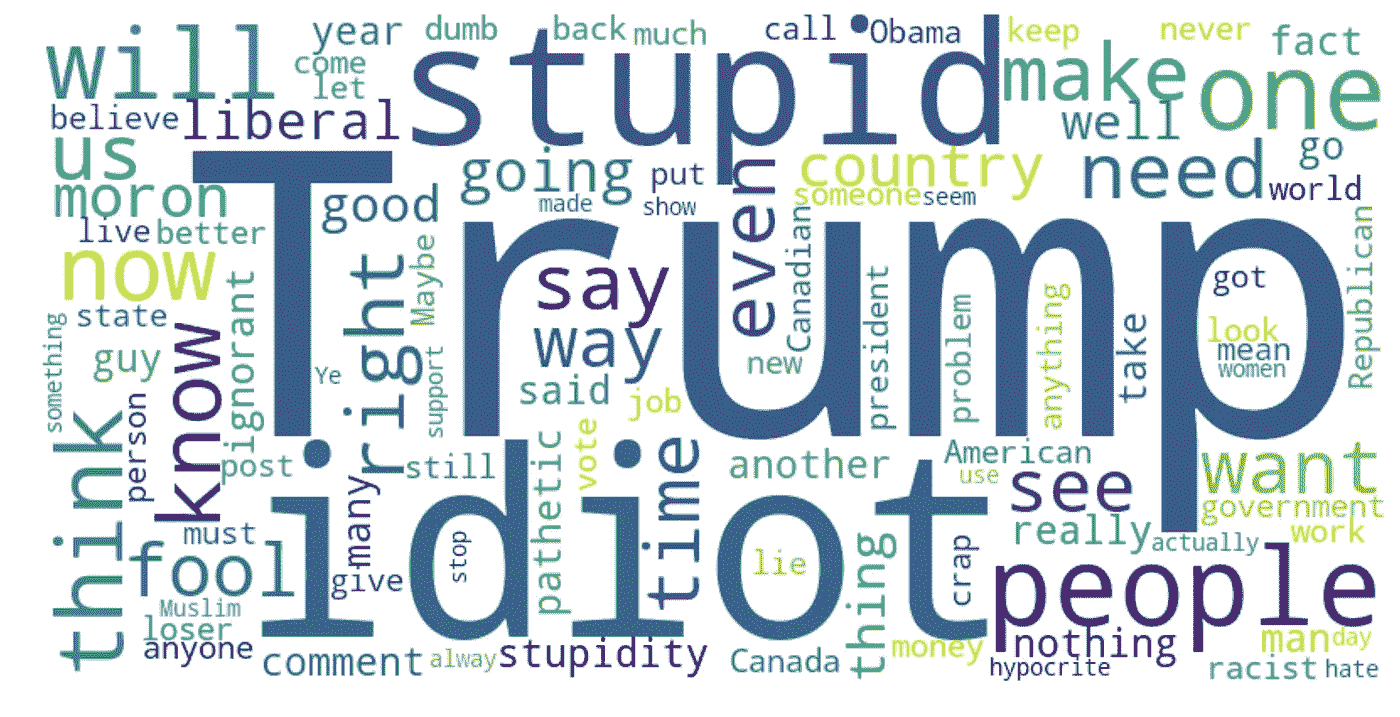 will
year
dumb
back
much
call
Obama
keep
never
fact
come
let
stupid
make
one
believe
liberal
well
us
going
put
country
need
go
moron
good
made
show
even
someone
seem
world
live
better
Trump
now
Maybe
say
Canadian
got
Republican
state
know
ignorant
right
way
president
problem
anything
take
look
mean
women
something
guy
Ye
support
said
job
new
think
person
post
still
pathetic
vote
time
another
American
use
see
want
government
must
many
idiot
really
actually
work
fool
give
stop
lie
thing
crap
people
Muslim
loser
anyone
comment
alway
stupidity
Canada
money
nothing
hypocrite
man
day
racist
hate